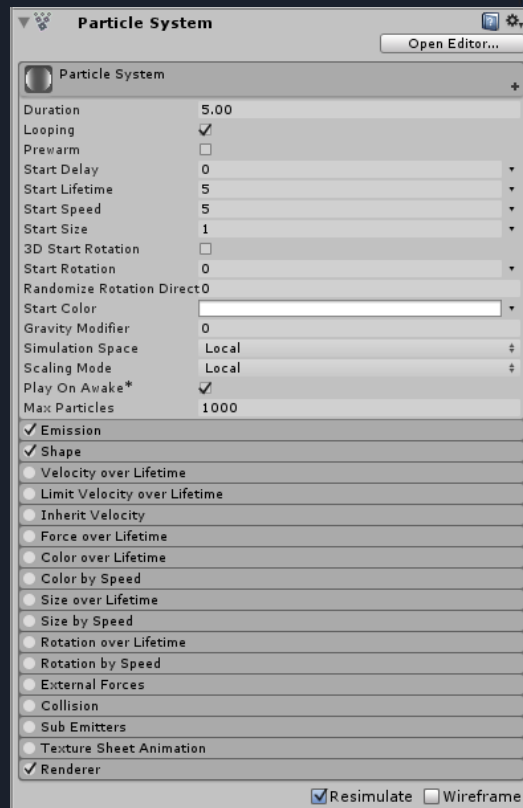 Particle System
Open Editor...
Particle System
Duration 5.00
Looping
Prewarm
Start Delay 0
Start Lifetime 5
Start Speed 5
Start Size 1
3D Start Rotation
Start Rotation 0
Randomize Rotation Direct 0
Start Color
Gravity Modifier 0
Simulation Space Local
Scaling Mode Local
Play On Awake*
Max Particles 1000
Emission
Shape
Velocity over Lifetime
Limit Velocity over Lifetime
Inherit Velocity
Force over Lifetime
Color over Lifetime
Color by Speed
Size over Lifetime
Size by Speed
Rotation over Lifetime
Rotation by Speed
External Forces
Collision
Sub Emitters
Texture Sheet Animation
Renderer
Resimulate Wireframe